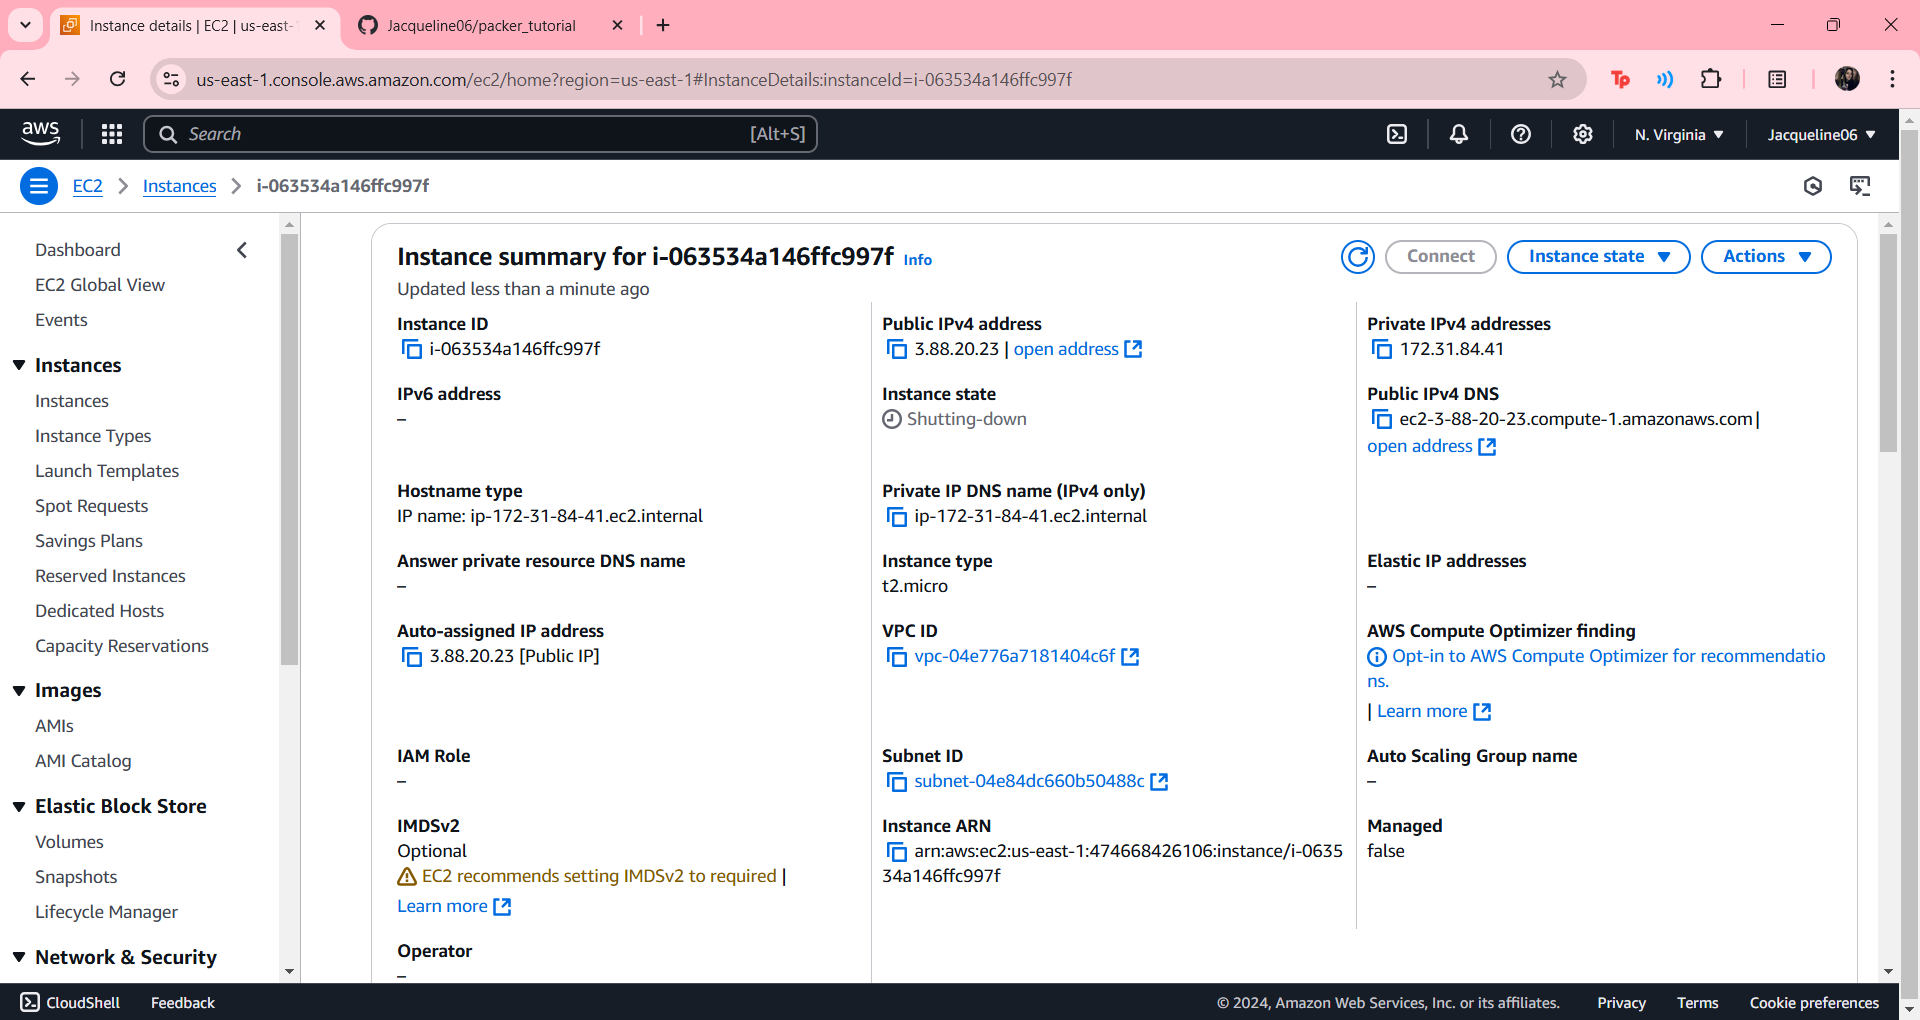 Instance details | EC2 | us-east-
Jacqueline06/packer_tutorial
us-east-1.console.aws.amazon.com/ec2/home?region=us-east-1#InstanceDetails:instanceId=i-063534a146ffc997f
aws
Search
[Alt+S]
N. Virginia
Jacqueline06
EC2
Instances
i-063534a146ffc997f
Dashboard
EC2 Global View
Events
Instances
Instances
Instance Types
Launch Templates
Spot Requests
Savings Plans
Reserved Instances
Dedicated Hosts
Capacity Reservations
Images
AMIs
AMI Catalog
Elastic Block Store
Volumes
Snapshots
Lifecycle Manager
Network & Security
Instance summary for i-063534a146ffc997f Info
Updated less than a minute ago
Connect
Instance state
Actions
Instance ID
i-063534a146ffc997f
Public IPv4 address
3.88.20.23 | open address
Private IPv4 addresses
172.31.84.41
IPv6 address
–
Instance state
Shutting-down
Public IPv4 DNS
ec2-3-88-20-23.compute-1.amazonaws.com |
open address
Hostname type
IP name: ip-172-31-84-41.ec2.internal
Private IP DNS name (IPv4 only)
ip-172-31-84-41.ec2.internal
Answer private resource DNS name
–
Instance type
t2.micro
Elastic IP addresses
–
Auto-assigned IP address
3.88.20.23 [Public IP]
VPC ID
vpc-04e776a7181404c6f
AWS Compute Optimizer finding
Opt-in to AWS Compute Optimizer for recommendatio
ns.
| Learn more
IAM Role
–
Subnet ID
subnet-04e84dc660b50488c
Auto Scaling Group name
–
IMDSv2
Optional
EC2 recommends setting IMDSv2 to required |
Learn more
Instance ARN
arn:aws:ec2:us-east-1:474668426106:instance/i-0635
34a146ffc997f
Managed
false
Operator
–
CloudShell
Feedback
© 2024, Amazon Web Services, Inc. or its affiliates.
Privacy
Terms
Cookie preferences